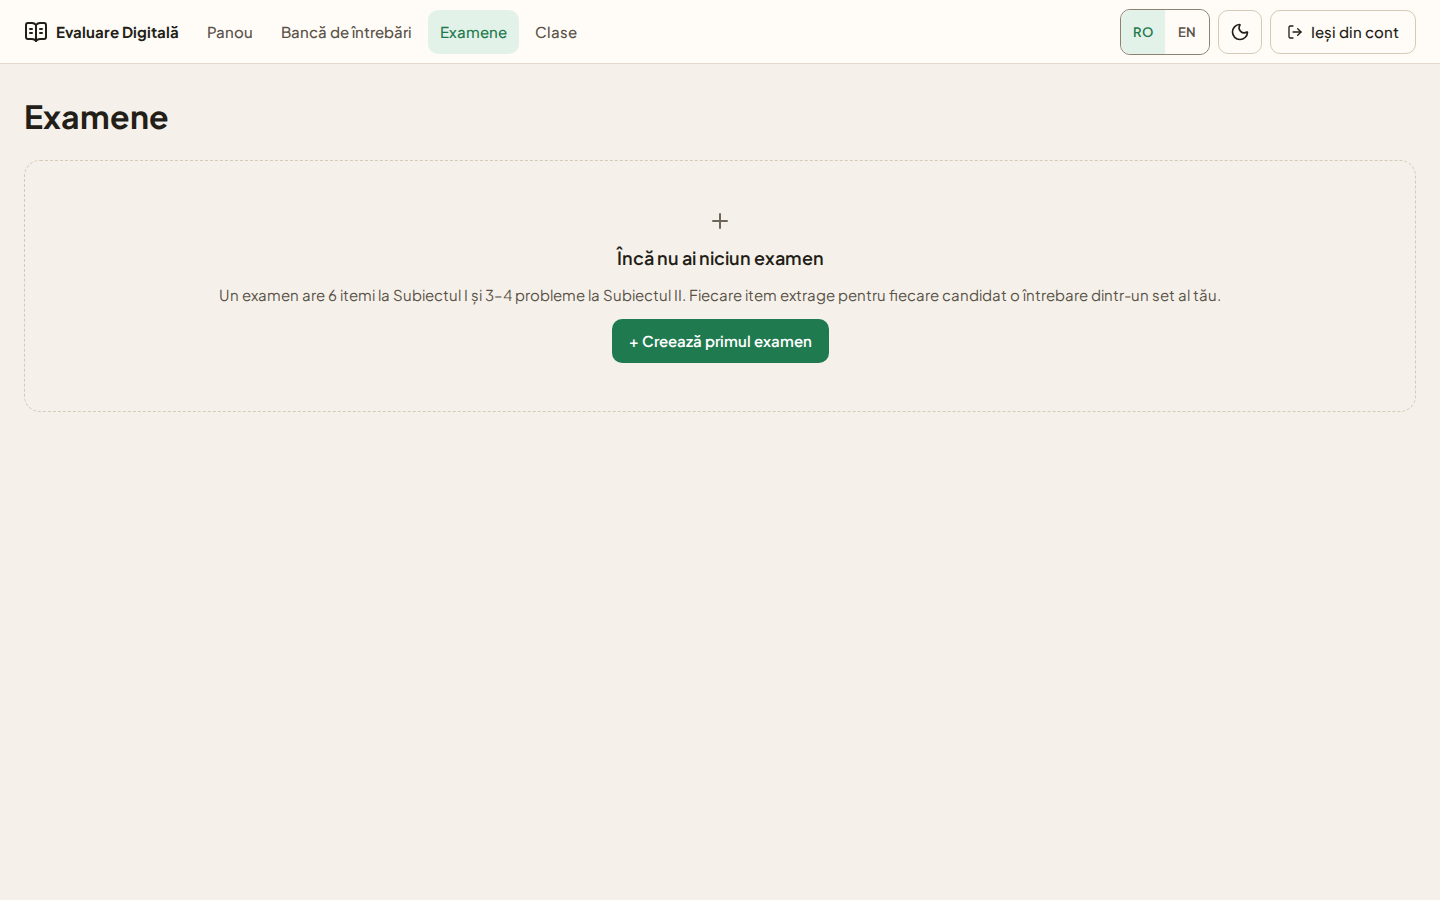 Evaluare Digitală Panou Bancă de întrebări Examene Clase RO EN Ieși din cont
Examene
Încă nu ai niciun examen
Un examen are 6 itemi la Subiectul I și 3–4 probleme la Subiectul II. Fiecare item extrage pentru fiecare candidat o întrebare dintr-un set al tău.
+ Creează primul examen